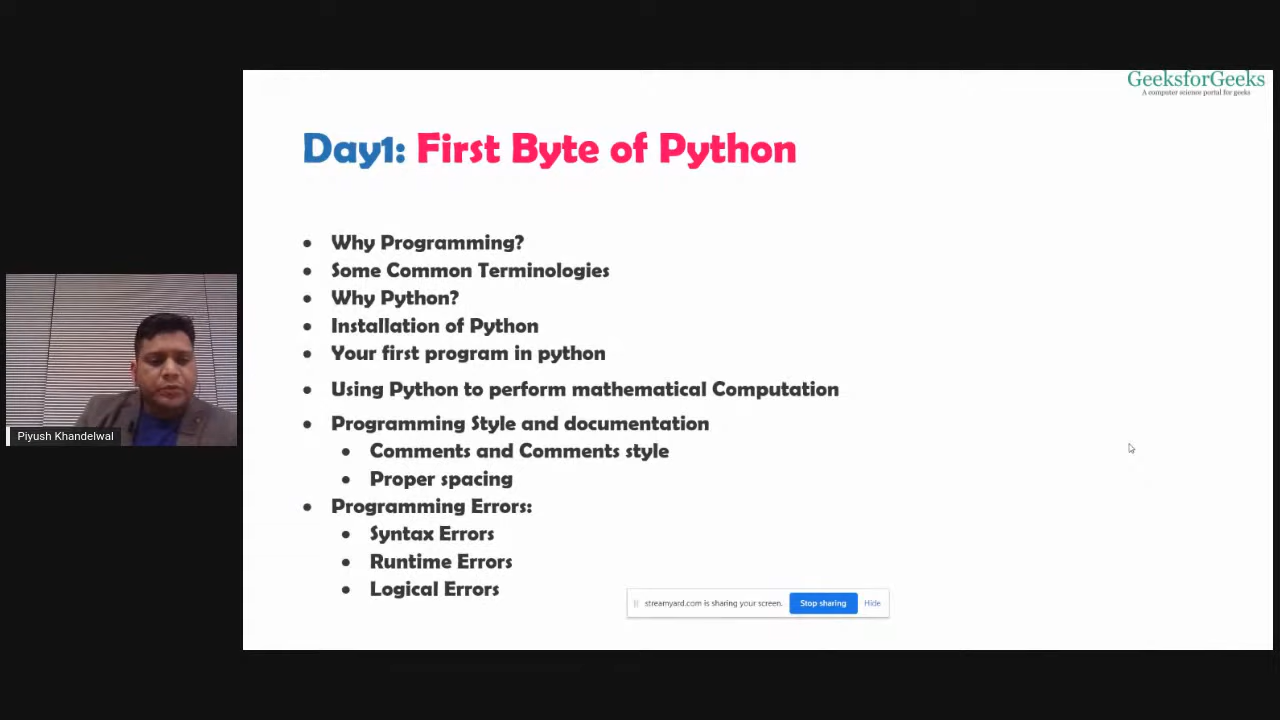 GeeksforGeeks
A computer science portal for geeks
Day1: First Byte of Python
• Why Programming?
• Some Common Terminologies
• Why Python?
• Installation of Python
• Your first program in python
• Using Python to perform mathematical Computation
• Programming Style and documentation
• Comments and Comments style
• Proper spacing
• Programming Errors:
• Syntax Errors
• Runtime Errors
• Logical Errors
Piyush Khandelwal
streamyard.com is sharing your screen. Stop sharing Hide